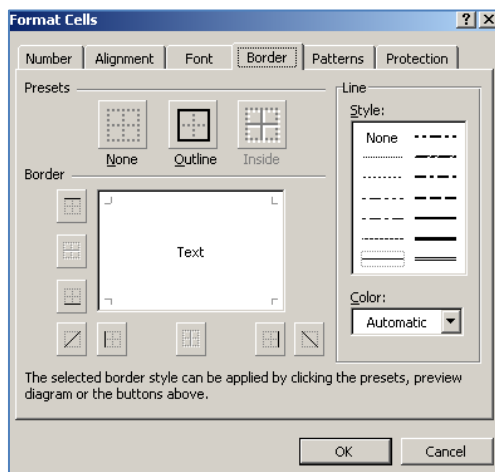 Format Cells
Number Alignment Font Border Patterns Protection
Presets
None Outline Inside
Border
Text
Line
Style:
None
Color:
Automatic
The selected border style can be applied by clicking the presets, preview
diagram or the buttons above.
OK Cancel